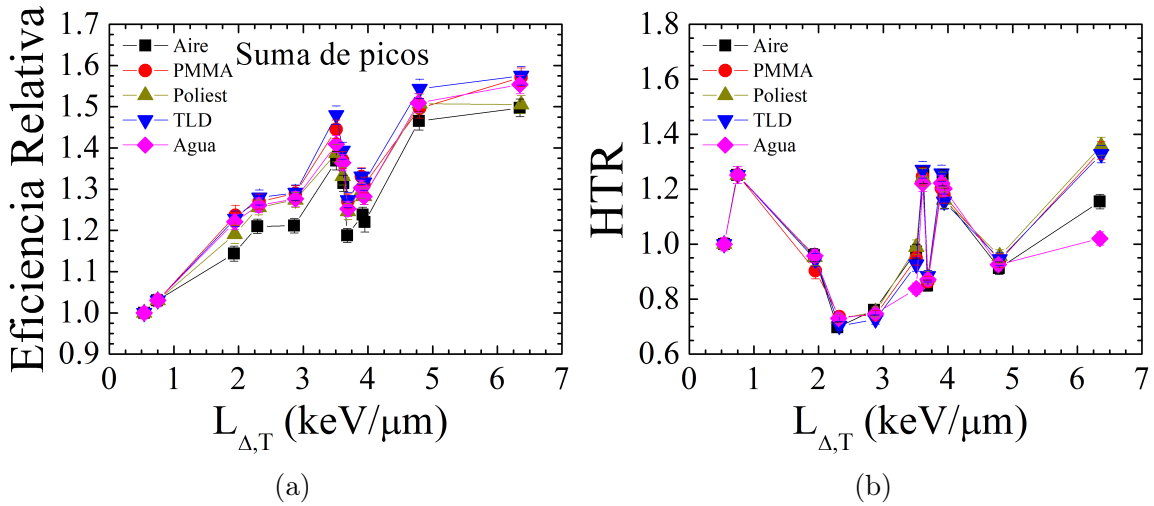 (a)
Eficiencia Relativa
Suma de picos
Aire
PMMA
Poliest
TLD
Agua
1.7
1.6
1.5
1.4
1.3
1.2
1.1
1.0
0.9
0 1 2 3 4 5 6 7
L_Δ,T (keV/μm)
(b)
HTR
Aire
PMMA
Poliest
TLD
Agua
1.8
1.6
1.4
1.2
1.0
0.8
0.6
0 1 2 3 4 5 6 7
L_Δ,T (keV/μm)